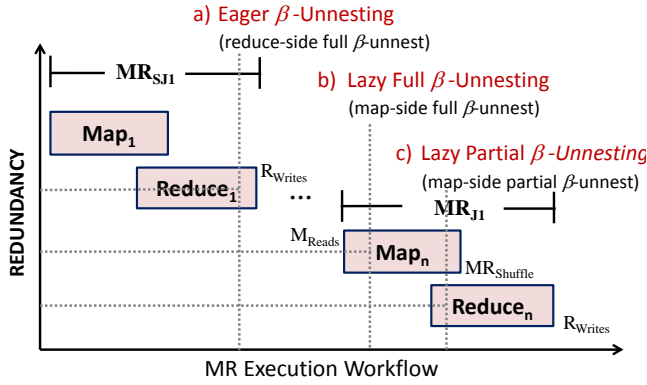 a) Eager β-Unnesting
(reduce-side full β-unnest)
MR_SJ1
b) Lazy Full β-Unnesting
(map-side full β-unnest)
Map_1
c) Lazy Partial β-Unnesting
(map-side partial β-unnest)
Reduce_1
R_Writes
...
MR_J1
M_Reads
Map_n
MR_Shuffle
Reduce_n
R_Writes
REDUNDANCY
MR Execution Workflow